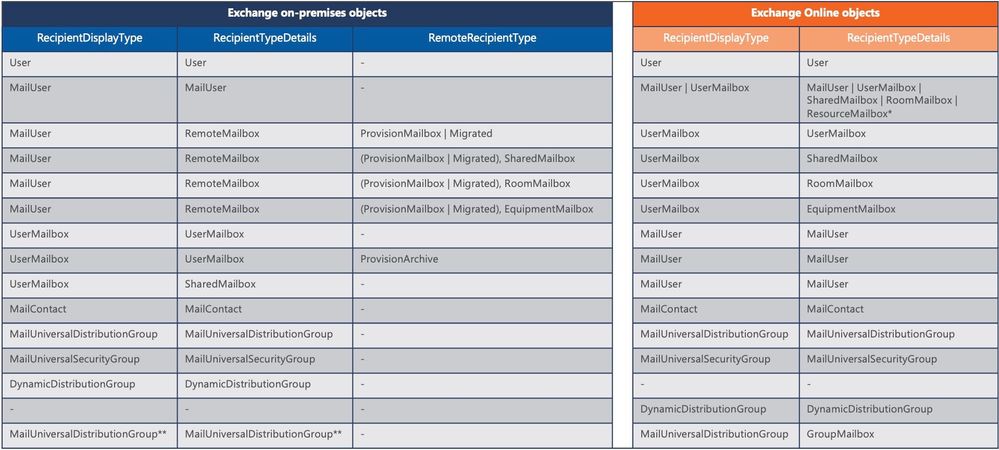 Exchange on-premises objects Exchange Online objects
RecipientDisplayType RecipientTypeDetails RemoteRecipientType RecipientDisplayType RecipientTypeDetails
User User - User User
MailUser MailUser - MailUser | UserMailbox MailUser | UserMailbox |
SharedMailbox | RoomMailbox |
ResourceMailbox*
MailUser RemoteMailbox ProvisionMailbox | Migrated UserMailbox UserMailbox
MailUser RemoteMailbox (ProvisionMailbox | Migrated), SharedMailbox UserMailbox SharedMailbox
MailUser RemoteMailbox (ProvisionMailbox | Migrated), RoomMailbox UserMailbox RoomMailbox
MailUser RemoteMailbox (ProvisionMailbox | Migrated), EquipmentMailbox UserMailbox EquipmentMailbox
UserMailbox UserMailbox - MailUser MailUser
UserMailbox UserMailbox ProvisionArchive MailUser MailUser
UserMailbox SharedMailbox - MailUser MailUser
MailContact MailContact - MailContact MailContact
MailUniversalDistributionGroup MailUniversalDistributionGroup - MailUniversalDistributionGroup MailUniversalDistributionGroup
MailUniversalSecurityGroup MailUniversalSecurityGroup - MailUniversalSecurityGroup MailUniversalSecurityGroup
DynamicDistributionGroup DynamicDistributionGroup - - -
- - - DynamicDistributionGroup DynamicDistributionGroup
MailUniversalDistributionGroup** MailUniversalDistributionGroup** - MailUniversalDistributionGroup GroupMailbox